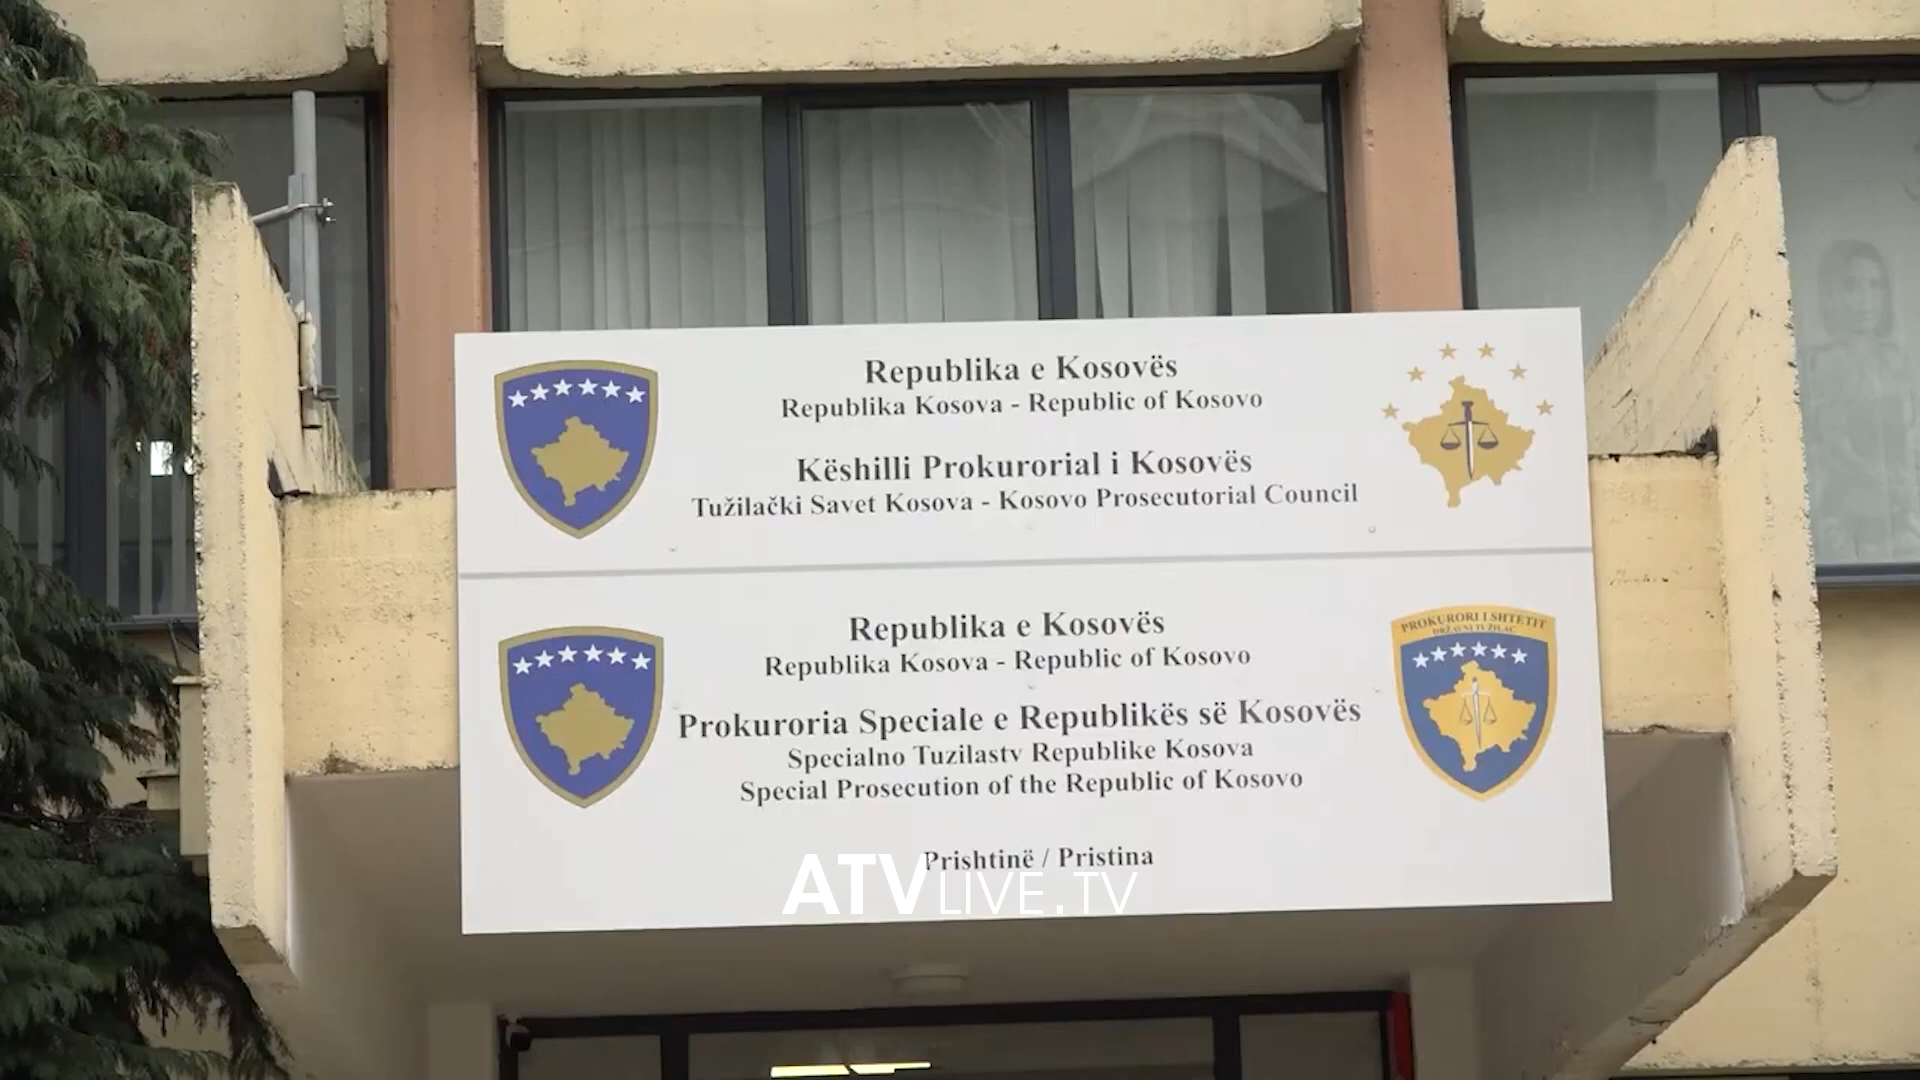 Republika e Kosovës
Republika Kosova - Republic of Kosovo
Këshilli Prokurorial i Kosovës
Tužilački Savet Kosova - Kosovo Prosecutorial Council
Republika e Kosovës
Republika Kosova - Republic of Kosovo
PROKURORI I SHTETIT
DRŽAVNI TUŽILAC
Prokuroria Speciale e Republikës së Kosovës
Specialno Tuzilastv Republike Kosova
Special Prosecution of the Republic of Kosovo
Prishtinë / Pristina
ATVLIVE.TV